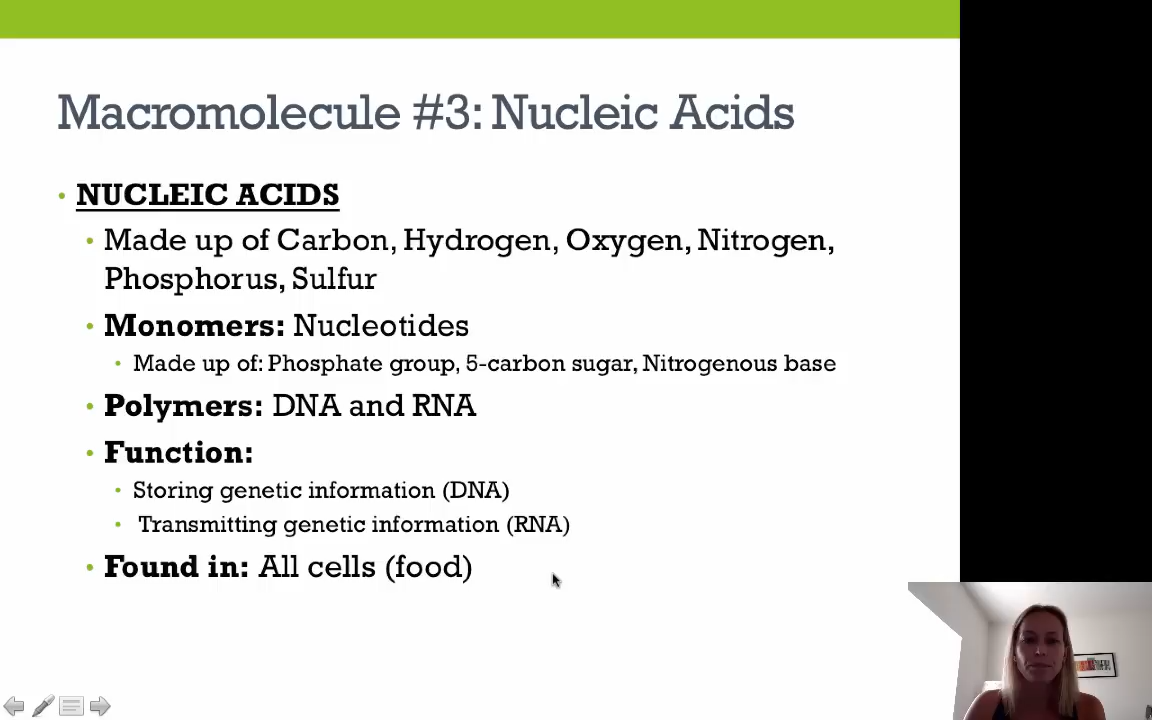 Macromolecule #3: Nucleic Acids
• NUCLEIC ACIDS
• Made up of Carbon, Hydrogen, Oxygen, Nitrogen,
Phosphorus, Sulfur
• Monomers: Nucleotides
• Made up of: Phosphate group, 5-carbon sugar, Nitrogenous base
• Polymers: DNA and RNA
• Function:
• Storing genetic information (DNA)
• Transmitting genetic information (RNA)
• Found in: All cells (food)